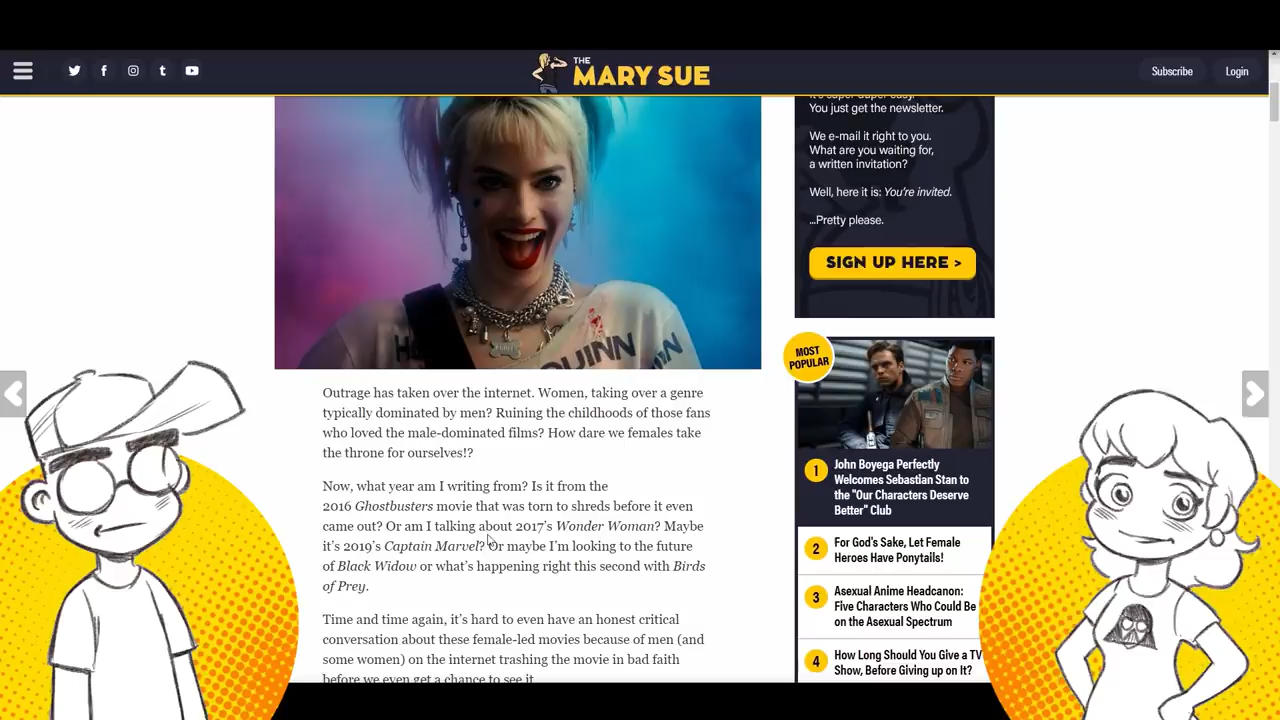 THE
MARY SUE
Subscribe
Login
You just get the newsletter.
We e-mail it right to you.
What are you waiting for,
a written invitation?
Well, here it is: You're invited.
...Pretty please.
SIGN UP HERE >
QUINN
Outrage has taken over the internet. Women, taking over a genre
typically dominated by men? Ruining the childhoods of those fans
who loved the male-dominated films? How dare we females take
the throne for ourselves!?
Now, what year am I writing from? Is it from the
2016 Ghostbusters movie that was torn to shreds before it even
came out? Or am I talking about 2017's Wonder Woman? Maybe
it's 2019's Captain Marvel? Or maybe I'm looking to the future
of Black Widow or what's happening right this second with Birds
of Prey.
Time and time again, it's hard to even have an honest critical
conversation about these female-led movies because of men (and
some women) on the internet trashing the movie in bad faith
before we even get a chance to see it
MOST
POPULAR
1
John Boyega Perfectly
Welcomes Sebastian Stan to
the "Our Characters Deserve
Better" Club
2
For God's Sake, Let Female
Heroes Have Ponytails!
3
Asexual Anime Headcanon:
Five Characters Who Could Be
on the Asexual Spectrum
4
How Long Should You Give a TV
Show, Before Giving up on It?